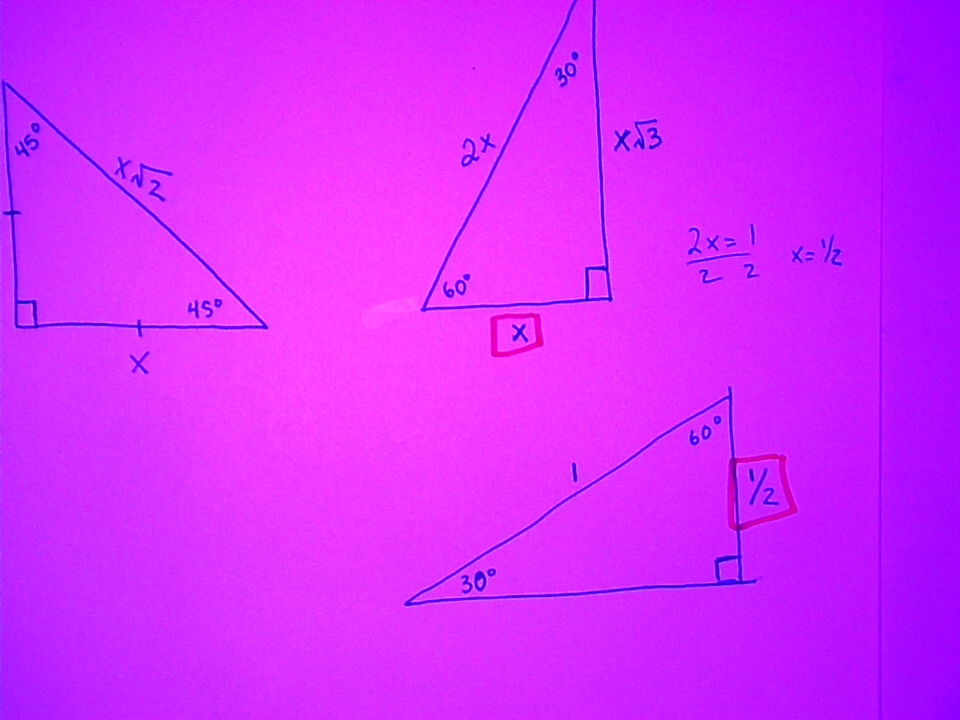 45°
x√2
45°
x
30°
2x
x√3
60°
x
2x = 1
2 2
x = 1/2
60°
1
1/2
30°